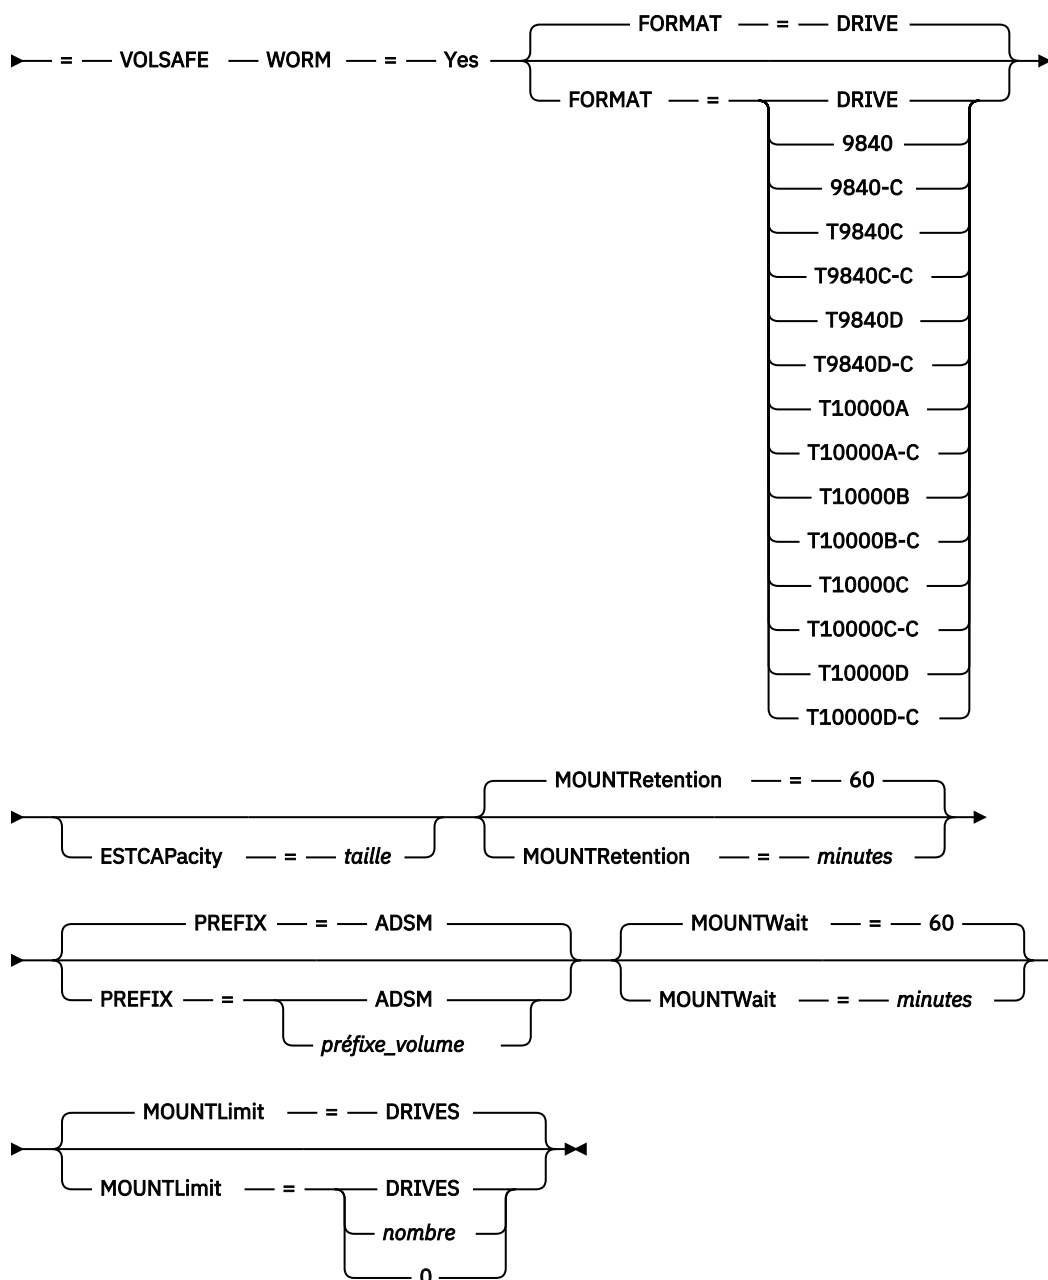 FORMAT = DRIVE
= VOLSAFE WORM = Yes
FORMAT = DRIVE
9840
9840-C
T9840C
T9840C-C
T9840D
T9840D-C
T10000A
T10000A-C
T10000B
T10000B-C
T10000C
T10000C-C
T10000D
T10000D-C
MOUNTRetention = 60
ESTCAPacity = taille MOUNTRetention = minutes
PREFIX = ADSM MOUNTWait = 60
PREFIX = ADSM MOUNTWait = minutes
préfixe_volume
MOUNTLimit = DRIVES
MOUNTLimit = DRIVES
nombre
0